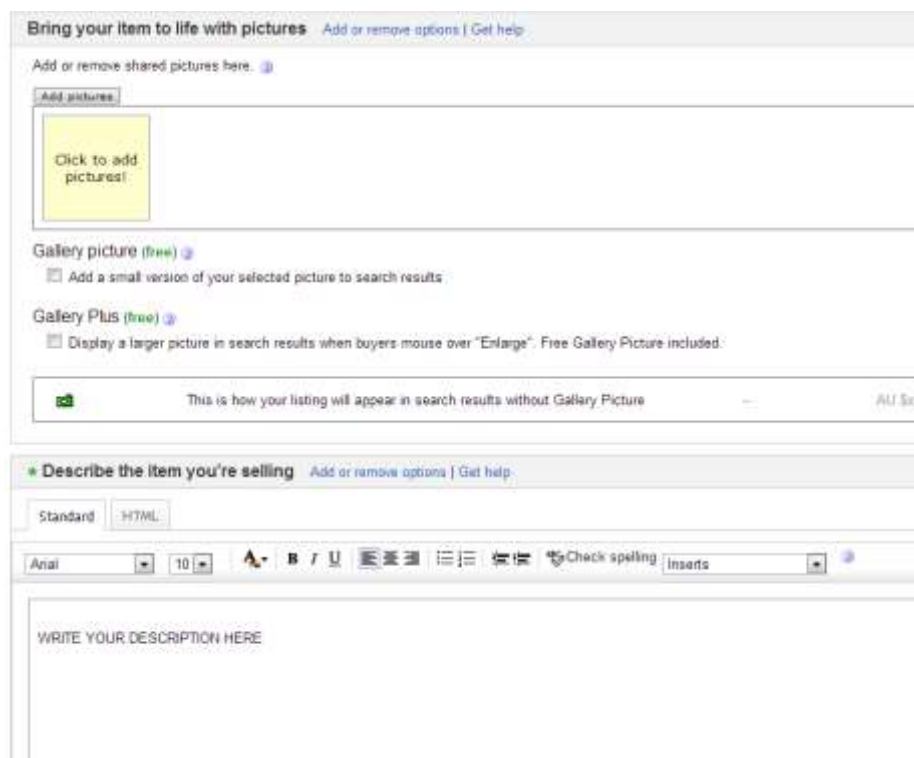 Bring your item to life with pictures Add or remove options | Get help
Add or remove shared pictures here.
Add pictures
Click to add
pictures!
Gallery picture (free)
Add a small version of your selected picture to search results
Gallery Plus (free)
Display a larger picture in search results when buyers mouse over "Enlarge". Free Gallery Picture included.
This is how your listing will appear in search results without Gallery Picture -- AU
* Describe the item you're selling Add or remove options | Get help
Standard HTML
Arial 10 A B I U Check spelling Inserts
WRITE YOUR DESCRIPTION HERE